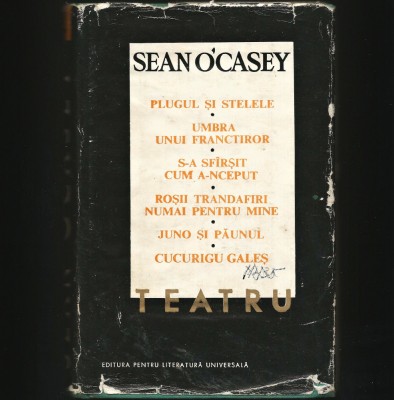 SEAN O'CASEY
PLUGUL ȘI STELELE
•
UMBRA
UNUI FRANCTIROR
•
S-A SFÎRȘIT
CUM A-NCEPUT
•
ROȘII TRANDAFIRI
NUMAI PENTRU MINE
•
JUNO ȘI PĂUNUL
•
CUCURIGU GALEȘ
TEATRU
EDITURA PENTRU LITERATURĂ UNIVERSALĂ